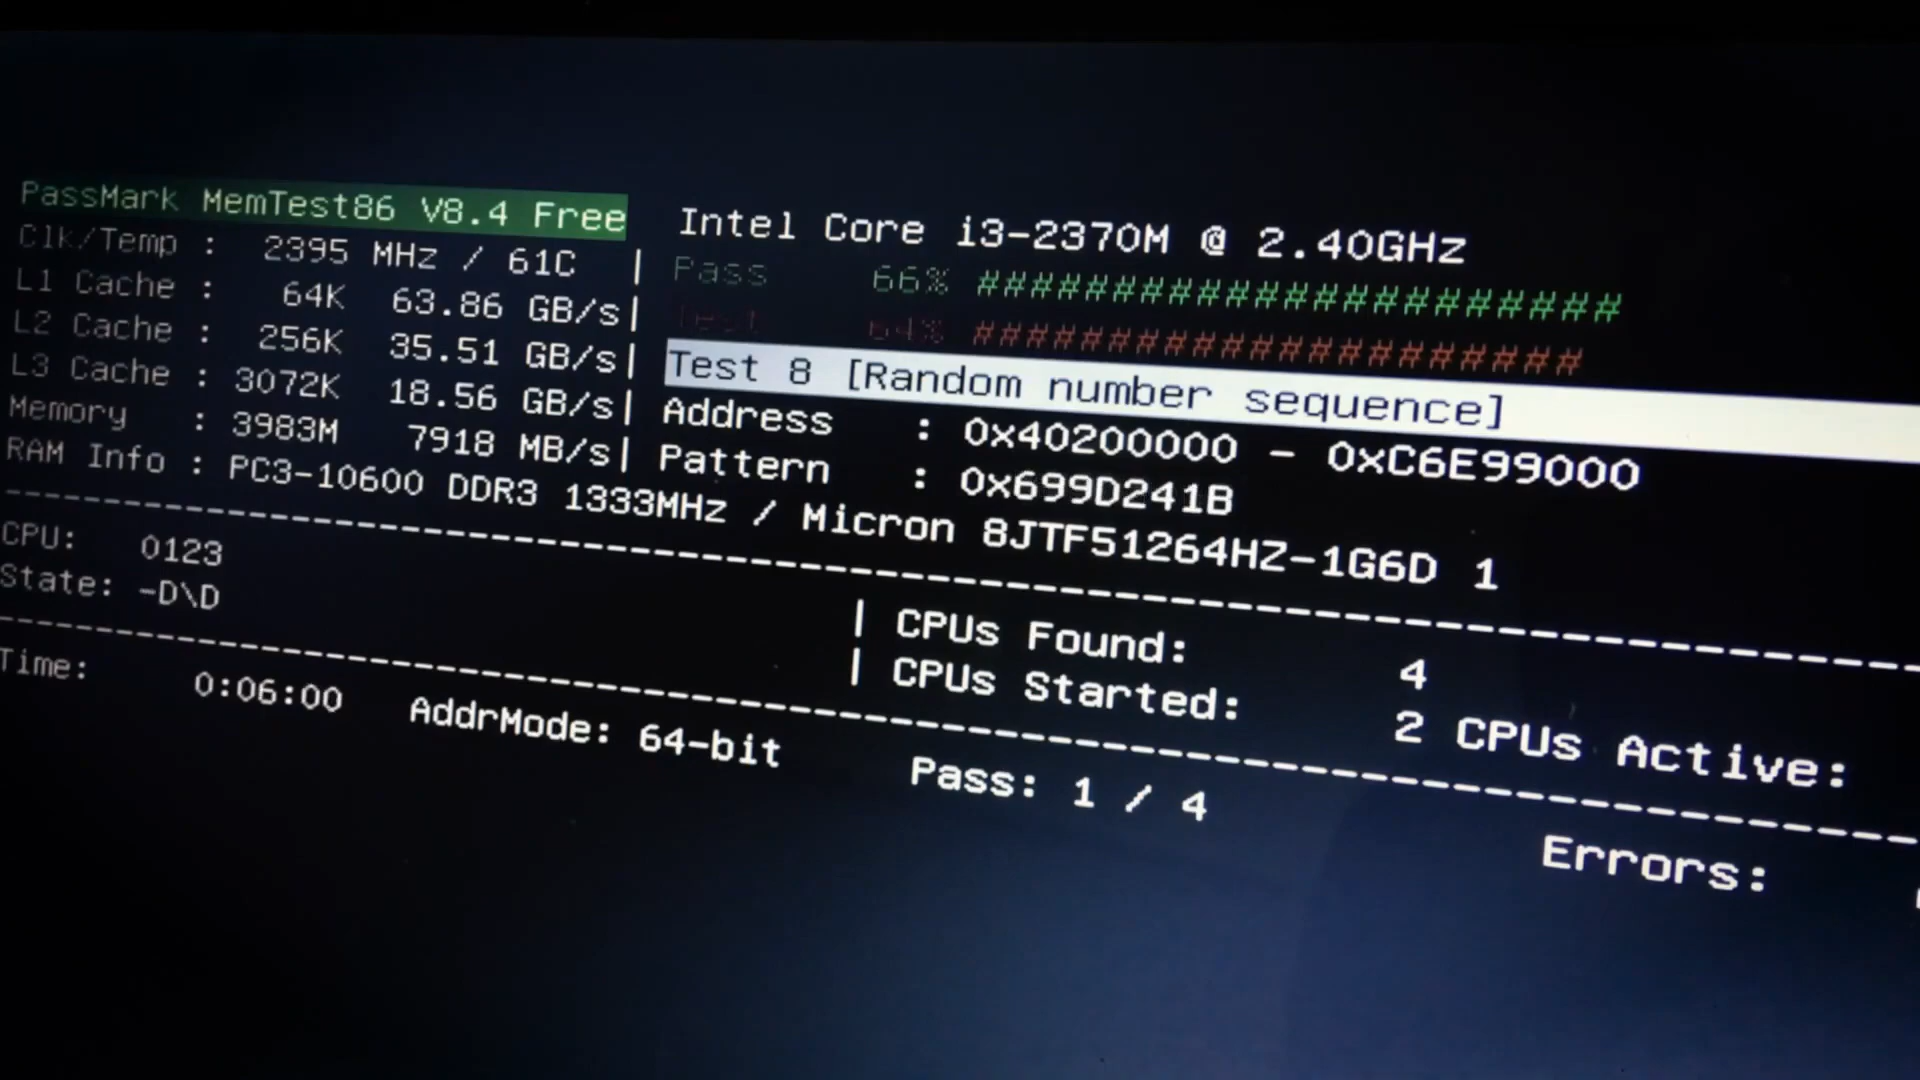 PassMark MemTest86 V8.4 Free Intel Core i3-2370M @ 2.40GHz
Clk/Temp : 2395 MHz / 61C | Pass 66% ########################
L1 Cache : 64K 63.86 GB/s| Test 64% #######################
L2 Cache : 256K 35.51 GB/s| Test 8 [Random number sequence]
L3 Cache : 3072K 18.56 GB/s| Address : 0x40200000 - 0xC6E99000
Memory : 3983M 7918 MB/s| Pattern : 0x699D241B
RAM Info : PC3-10600 DDR3 1333MHz / Micron 8JTF51264HZ-1G6D 1
CPU: 0123 | CPUs Found: 4
State: -D\D | CPUs Started: 2 CPUs Active:
Time: 0:06:00 AddrMode: 64-bit Pass: 1 / 4 Errors: